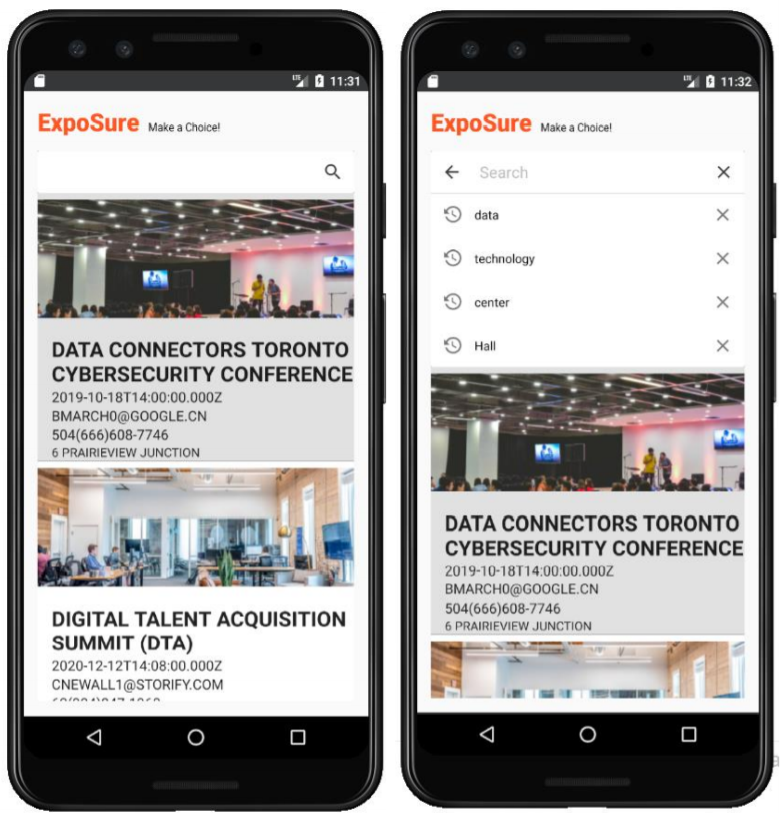 LTE 11:31
ExpoSure Make a Choice!
DATA CONNECTORS TORONTO
CYBERSECURITY CONFERENCE
2019-10-18T14:00:00.000Z
BMARCH0@GOOGLE.CN
504(666)608-7746
6 PRAIRIEVIEW JUNCTION
DIGITAL TALENT ACQUISITION
SUMMIT (DTA)
2020-12-12T14:08:00.000Z
CNEWALL1@STORIFY.COM
LTE 11:32
ExpoSure Make a Choice!
Search
data
technology
center
Hall
DATA CONNECTORS TORONTO
CYBERSECURITY CONFERENCE
2019-10-18T14:00:00.000Z
BMARCH0@GOOGLE.CN
504(666)608-7746
6 PRAIRIEVIEW JUNCTION